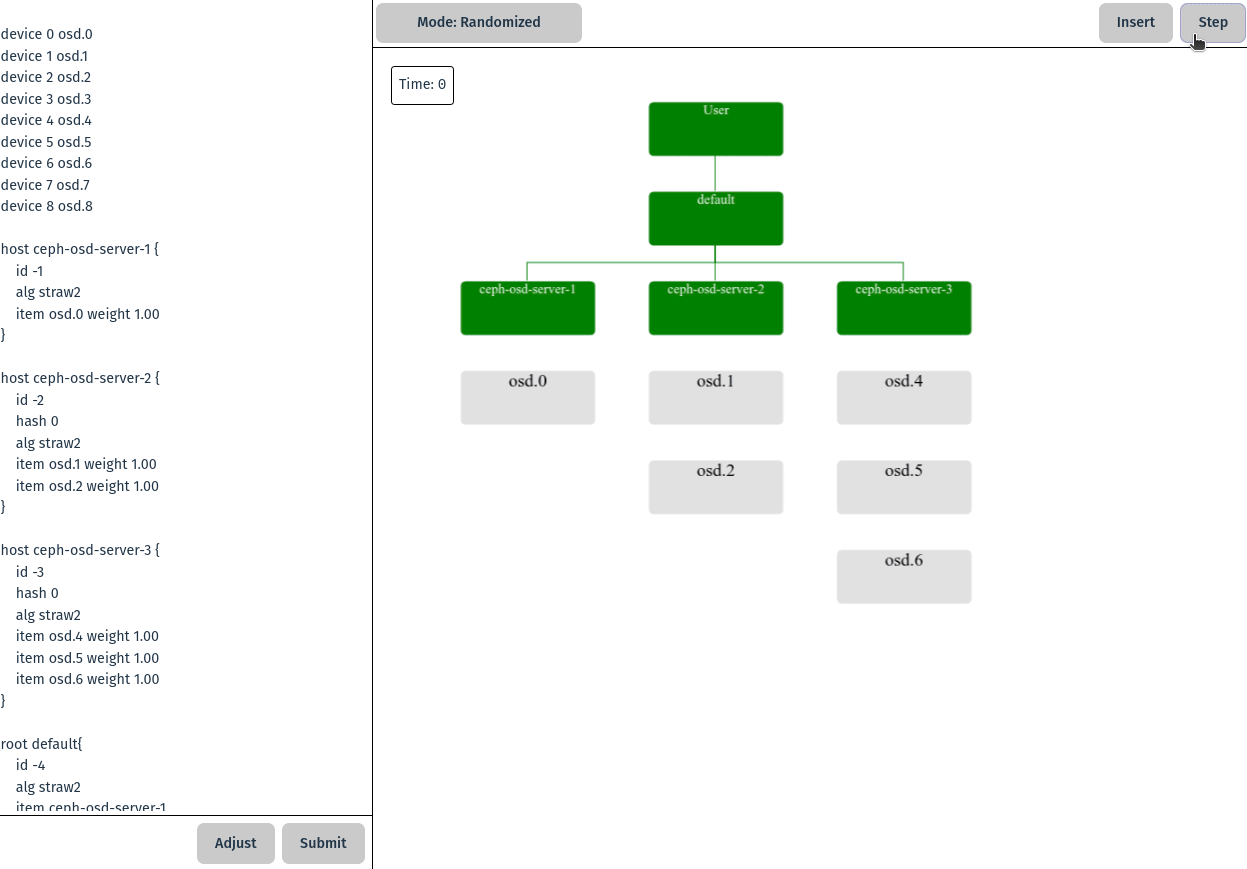 device 0 osd.0
device 1 osd.1
device 2 osd.2
device 3 osd.3
device 4 osd.4
device 5 osd.5
device 6 osd.6
device 7 osd.7
device 8 osd.8
host ceph-osd-server-1 {
id -1
alg straw2
item osd.0 weight 1.00
}
host ceph-osd-server-2 {
id -2
hash 0
alg straw2
item osd.1 weight 1.00
item osd.2 weight 1.00
}
host ceph-osd-server-3 {
id -3
hash 0
alg straw2
item osd.4 weight 1.00
item osd.5 weight 1.00
item osd.6 weight 1.00
}
root default{
id -4
alg straw2
item ceph-osd-server-1
Adjust Submit
Mode: Randomized Insert Step
Time: 0
User
default
ceph-osd-server-1 ceph-osd-server-2 ceph-osd-server-3
osd.0 osd.1 osd.4
osd.2 osd.5
osd.6